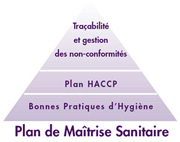 Traçabilité
et gestion
des non-conformités
Plan HACCP
Bonnes Pratiques d'Hygiène
Plan de Maîtrise Sanitaire